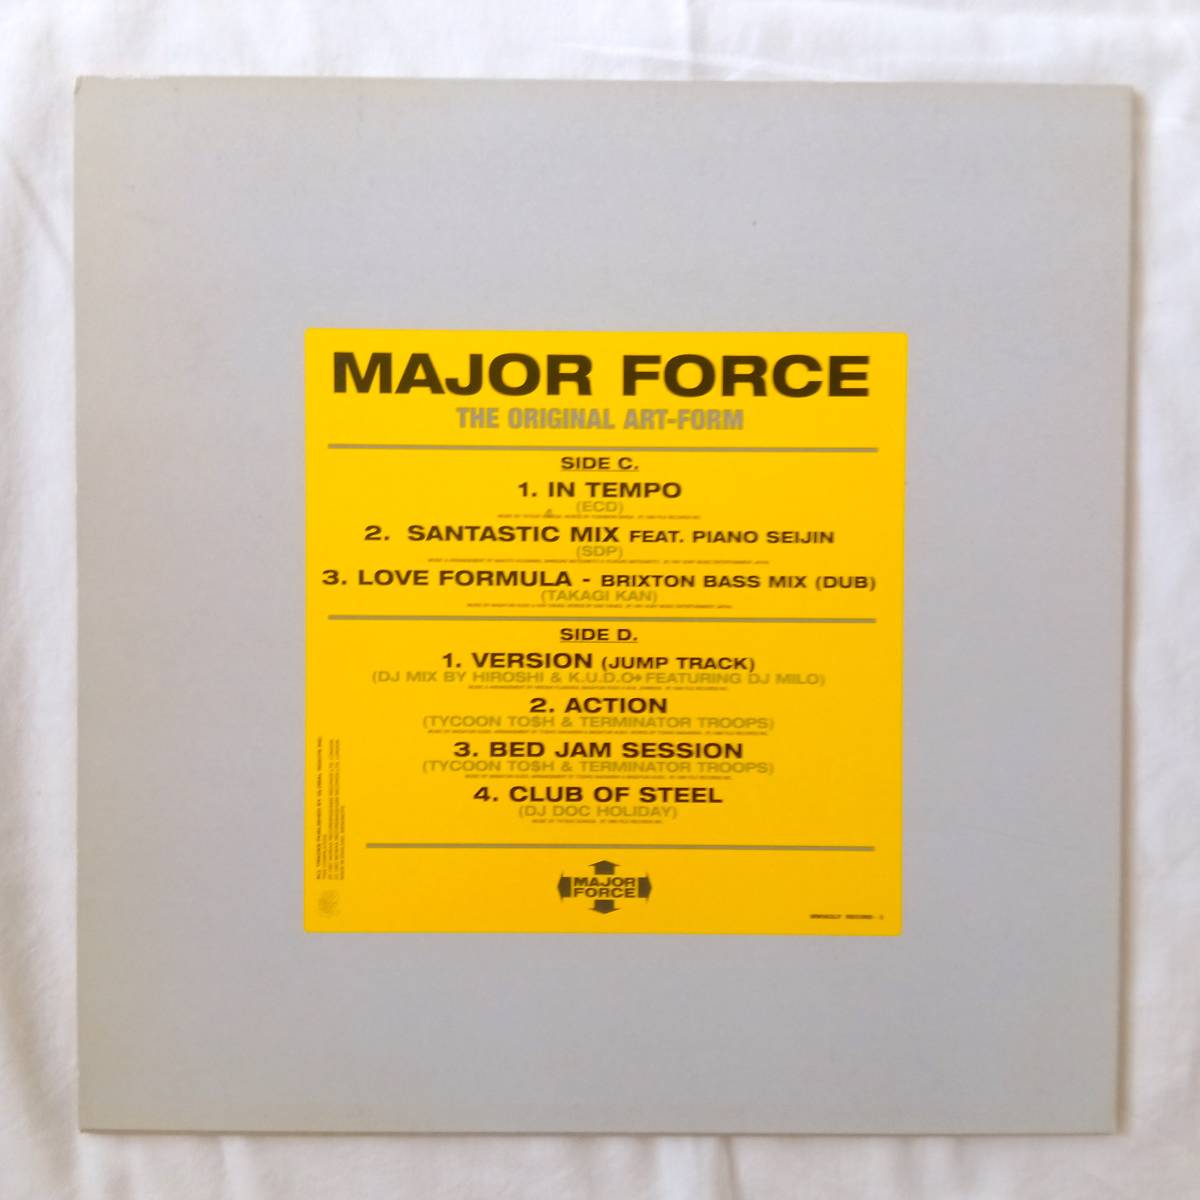 MAJOR FORCE
THE ORIGINAL ART-FORM
SIDE C.
1. IN TEMPO
(ECD)
2. SANTASTIC MIX FEAT. PIANO SEIJIN
(SDP)
3. LOVE FORMULA - BRIXTON BASS MIX (DUB)
(TAKAGI KAN)
SIDE D.
1. VERSION (JUMP TRACK)
(DJ MIX BY HIROSHI & K.U.D.O FEATURING DJ MILO)
2. ACTION
(TYCOON TO$H & TERMINATOR TROOPS)
3. BED JAM SESSION
(TYCOON TO$H & TERMINATOR TROOPS)
4. CLUB OF STEEL
(DJ DOC HOLIDAY)
MAJOR
FORCE